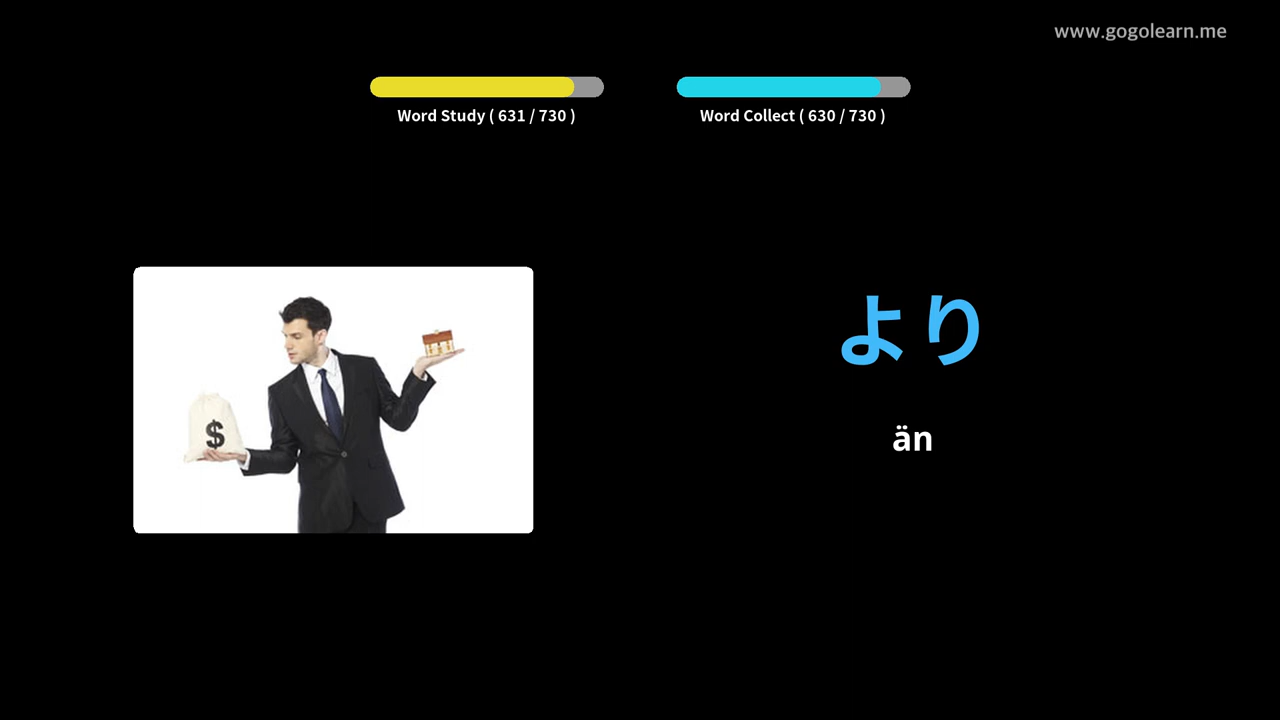 www.gogolearn.me
Word Study ( 631 / 730 )
Word Collect ( 630 / 730 )
$
より
än